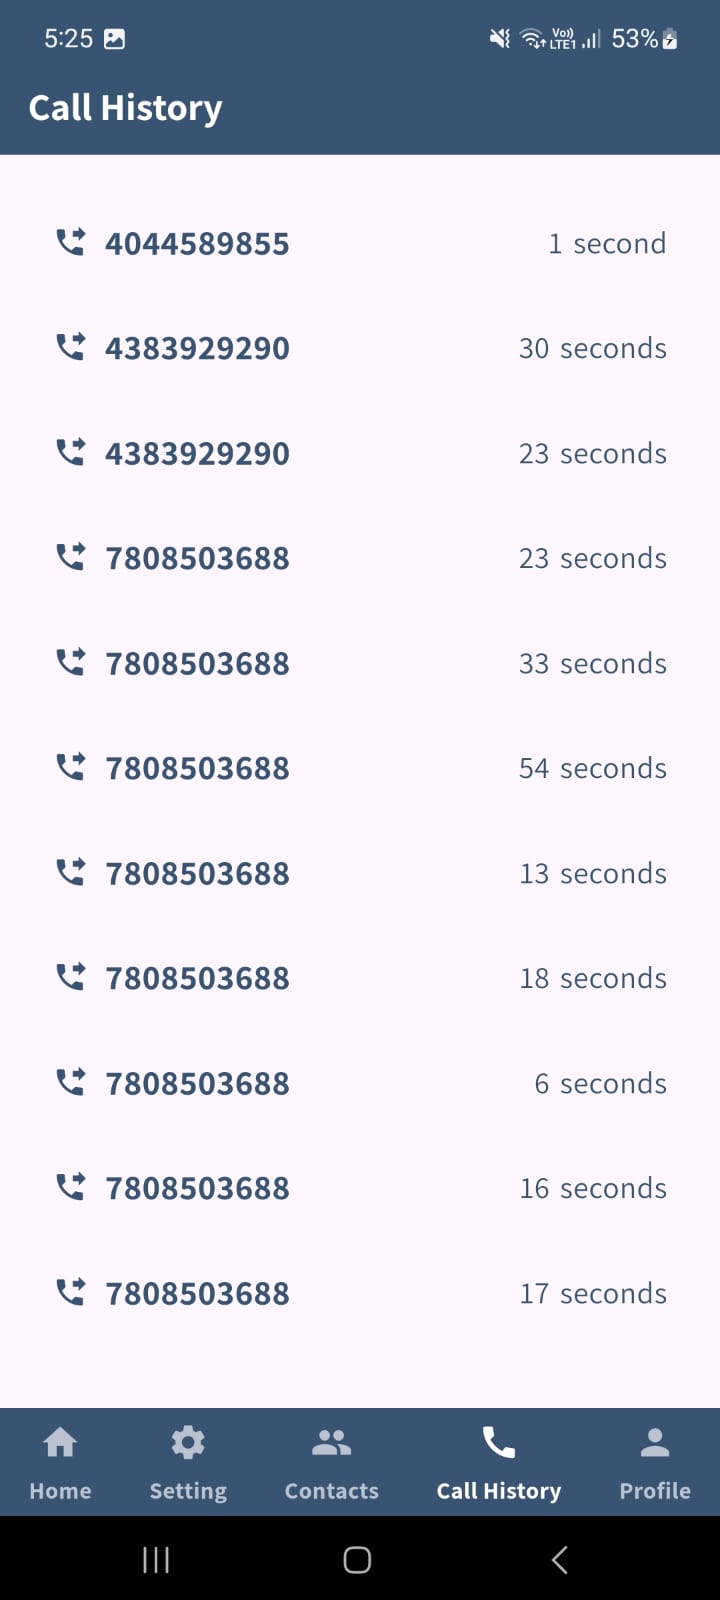 5:25 Vo)) LTE1 53%
Call History
4044589855 1 second
4383929290 30 seconds
4383929290 23 seconds
7808503688 23 seconds
7808503688 33 seconds
7808503688 54 seconds
7808503688 13 seconds
7808503688 18 seconds
7808503688 6 seconds
7808503688 16 seconds
7808503688 17 seconds
Home Setting Contacts Call History Profile